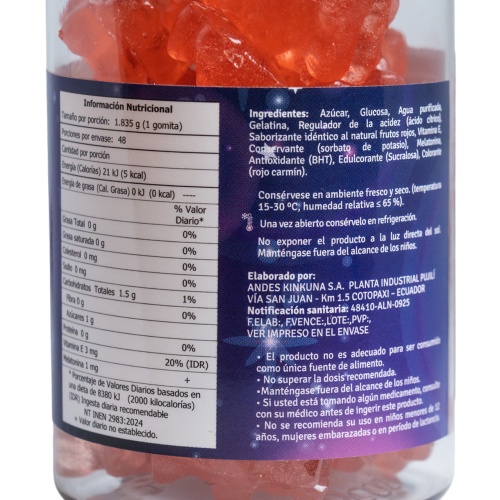 Información Nutricional
Tamaño por porción: 1.835 g (1 gomita)
Porciones por envase: 48
Cantidad por porción
Energía (Calorías) 21 kJ (5 kcal)
Energía de grasa (Cal. Grasa) 0 kJ (0 kcal) ----
% Valor
Diario*
Grasa Total 0 g 0%
Grasa saturada 0 g 0%
Colesterol 0 mg 0%
Sodio 0 mg 0%
Carbohidratos Totales 1.5 g 1%
Fibra 0 g 0%
Azúcares 1 g 0%
Proteína 0 g 0%
Vitamina E 3 mg 20% (IDR)
Melatonina 1 mg +
* Porcentaje de Valores Diarios basados en
una dieta de 8380 kJ (2000 kilocalorías)
(IDR) Ingesta diaria recomendable
NT INEN 2983:2024
+ Valor diario no establecido.
Ingredientes: Azúcar, Glucosa, Agua purificada,
Gelatina, Regulador de la acidez (ácido cítrico),
Saborizante idéntico al natural frutos rojos, Vitamina E,
Conservante (sorbato de potasio), Melatonina,
Antioxidante (BHT), Edulcorante (Sucralosa), Colorante
(rojo carmín).
Consérvese en ambiente fresco y seco. (temperatura
15-30 ºC, humedad relativa ≤ 65 %).
Una vez abierto consérvelo en refrigeración.
No exponer el producto a la luz directa del sol.
Manténgase fuera del alcance de los niños.
Elaborado por:
ANDES KINKUNA S.A. PLANTA INDUSTRIAL PUJILÍ
VÍA SAN JUAN - Km 1.5 COTOPAXI - ECUADOR
Notificación sanitaria: 48410-ALN-0925
F.ELAB:, F.VENCE:,LOTE:,PVP:,
VER IMPRESO EN EL ENVASE
• El producto no es adecuado para ser consumido
como única fuente de alimento.
• No superar la dosis recomendada.
•Manténgase fuera del alcance de los niños.
• Si usted está tomando algún medicamento, consulte
con su médico antes de ingerir este producto.
• No se recomienda su uso en niños menores de 12
años, mujeres embarazadas o en período de lactancia.